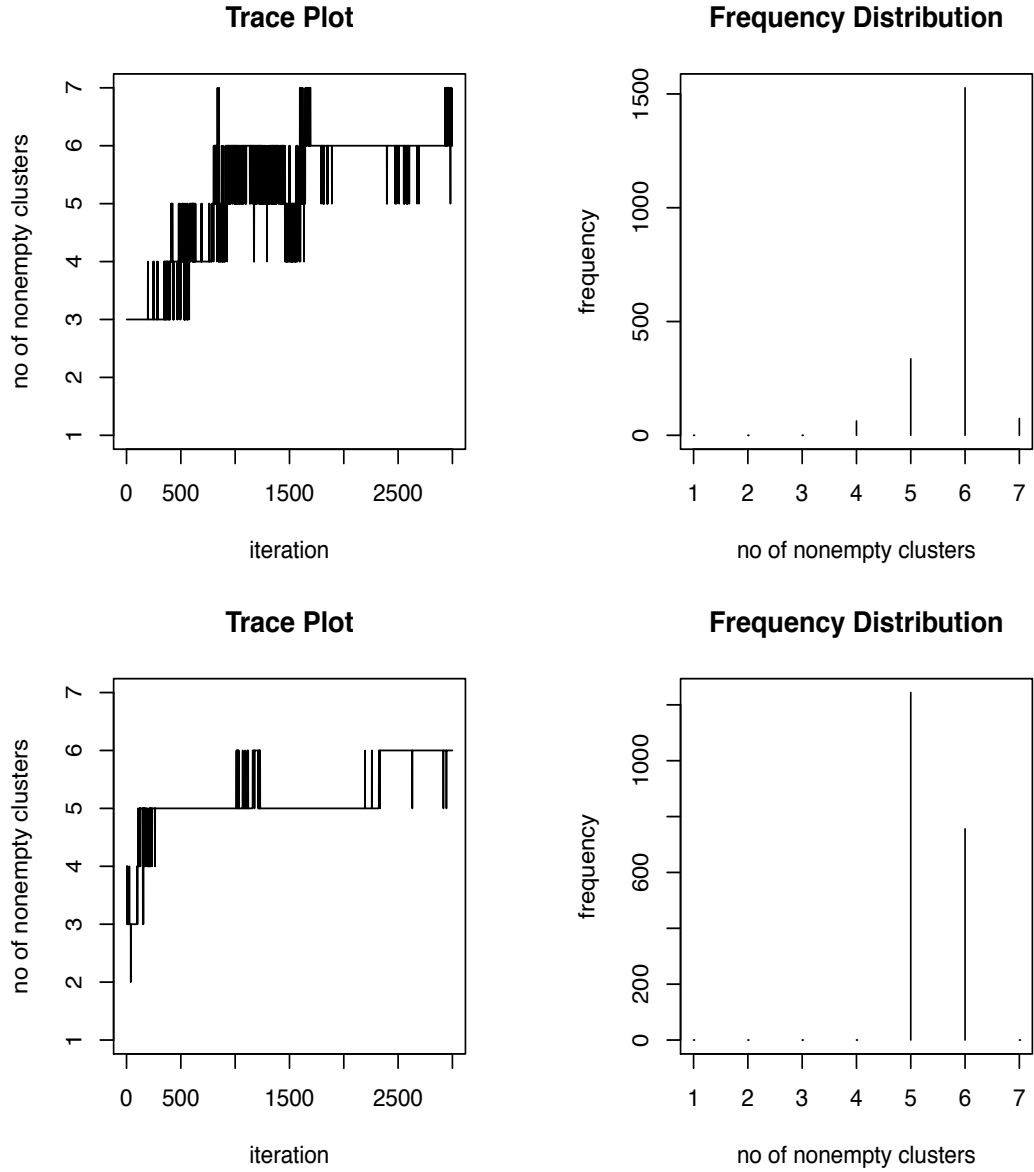 Trace Plot
no of nonempty clusters
7
6
5
4
3
2
1
0 500 1500 2500
iteration
Frequency Distribution
frequency
1500
1000
500
0
1 2 3 4 5 6 7
no of nonempty clusters
Trace Plot
no of nonempty clusters
7
6
5
4
3
2
1
0 500 1500 2500
iteration
Frequency Distribution
frequency
1000
600
200
0
1 2 3 4 5 6 7
no of nonempty clusters